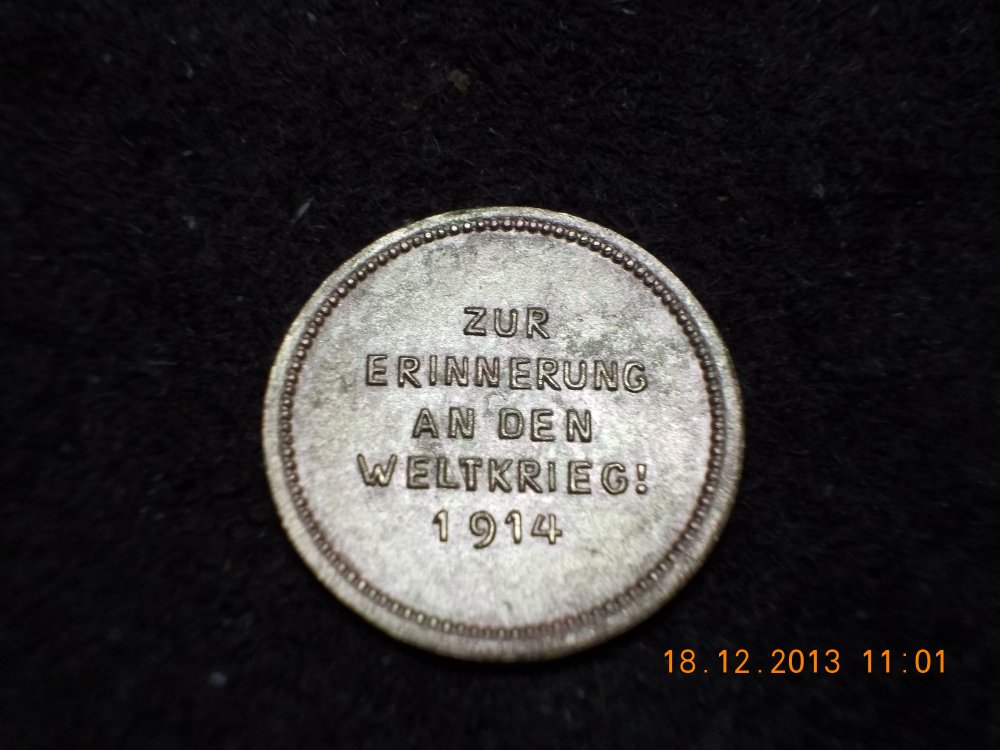 ZUR
ERINNERUNG
AN DEN
WELTKRIEG!
1914
18.12.2013 11:01